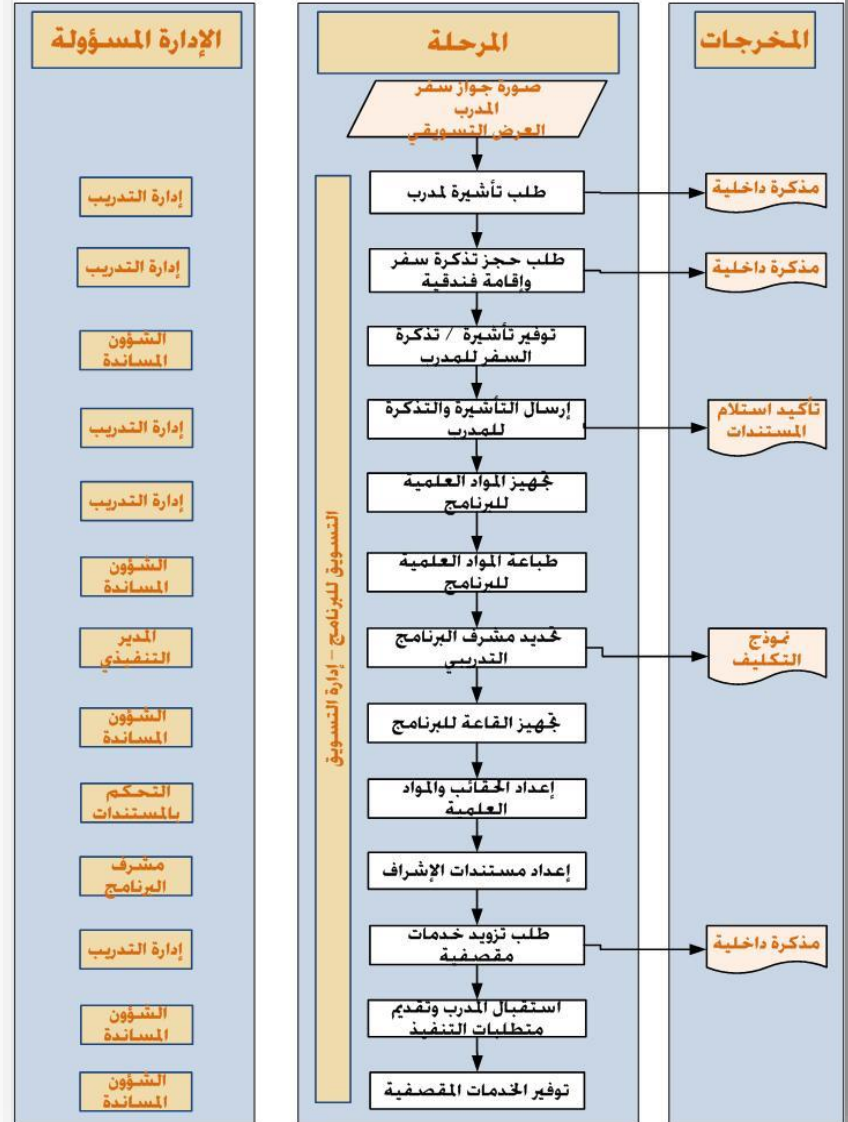 المخرجات
المرحلة
الإدارة المسؤولة
صورة جواز سفر
المدرب
العرض التسويقي
مذكرة داخلية
طلب تأشيرة لمدرب
إدارة التدريب
مذكرة داخلية
طلب حجز تذكرة سفر
وإقامة فندقية
إدارة التدريب
توفير تأشيرة / تذكرة
السفر للمدرب
الشؤون
المساندة
تأكيد استلام
المستندات
إرسال التأشيرة والتذكرة
للمدرب
إدارة التدريب
تجهيز المواد العلمية
للبرنامج
إدارة التدريب
طباعة المواد العلمية
للبرنامج
الشؤون
المساندة
نموذج
التكليف
تحديد مشرف البرنامج
التدريبي
المدير
التنفيذي
تجهيز القاعة للبرنامج
الشؤون
المساندة
إعداد الحقائب والمواد
العلمية
التحكم
بالمستندات
إعداد مستندات الإشراف
مشرف
البرنامج
مذكرة داخلية
طلب تزويد خدمات
مقصفية
إدارة التدريب
استقبال المدرب وتقديم
متطلبات التنفيذ
الشؤون
المساندة
توفير الخدمات المقصفية
الشؤون
المساندة
التسويق للبرنامج – إدارة التسويق